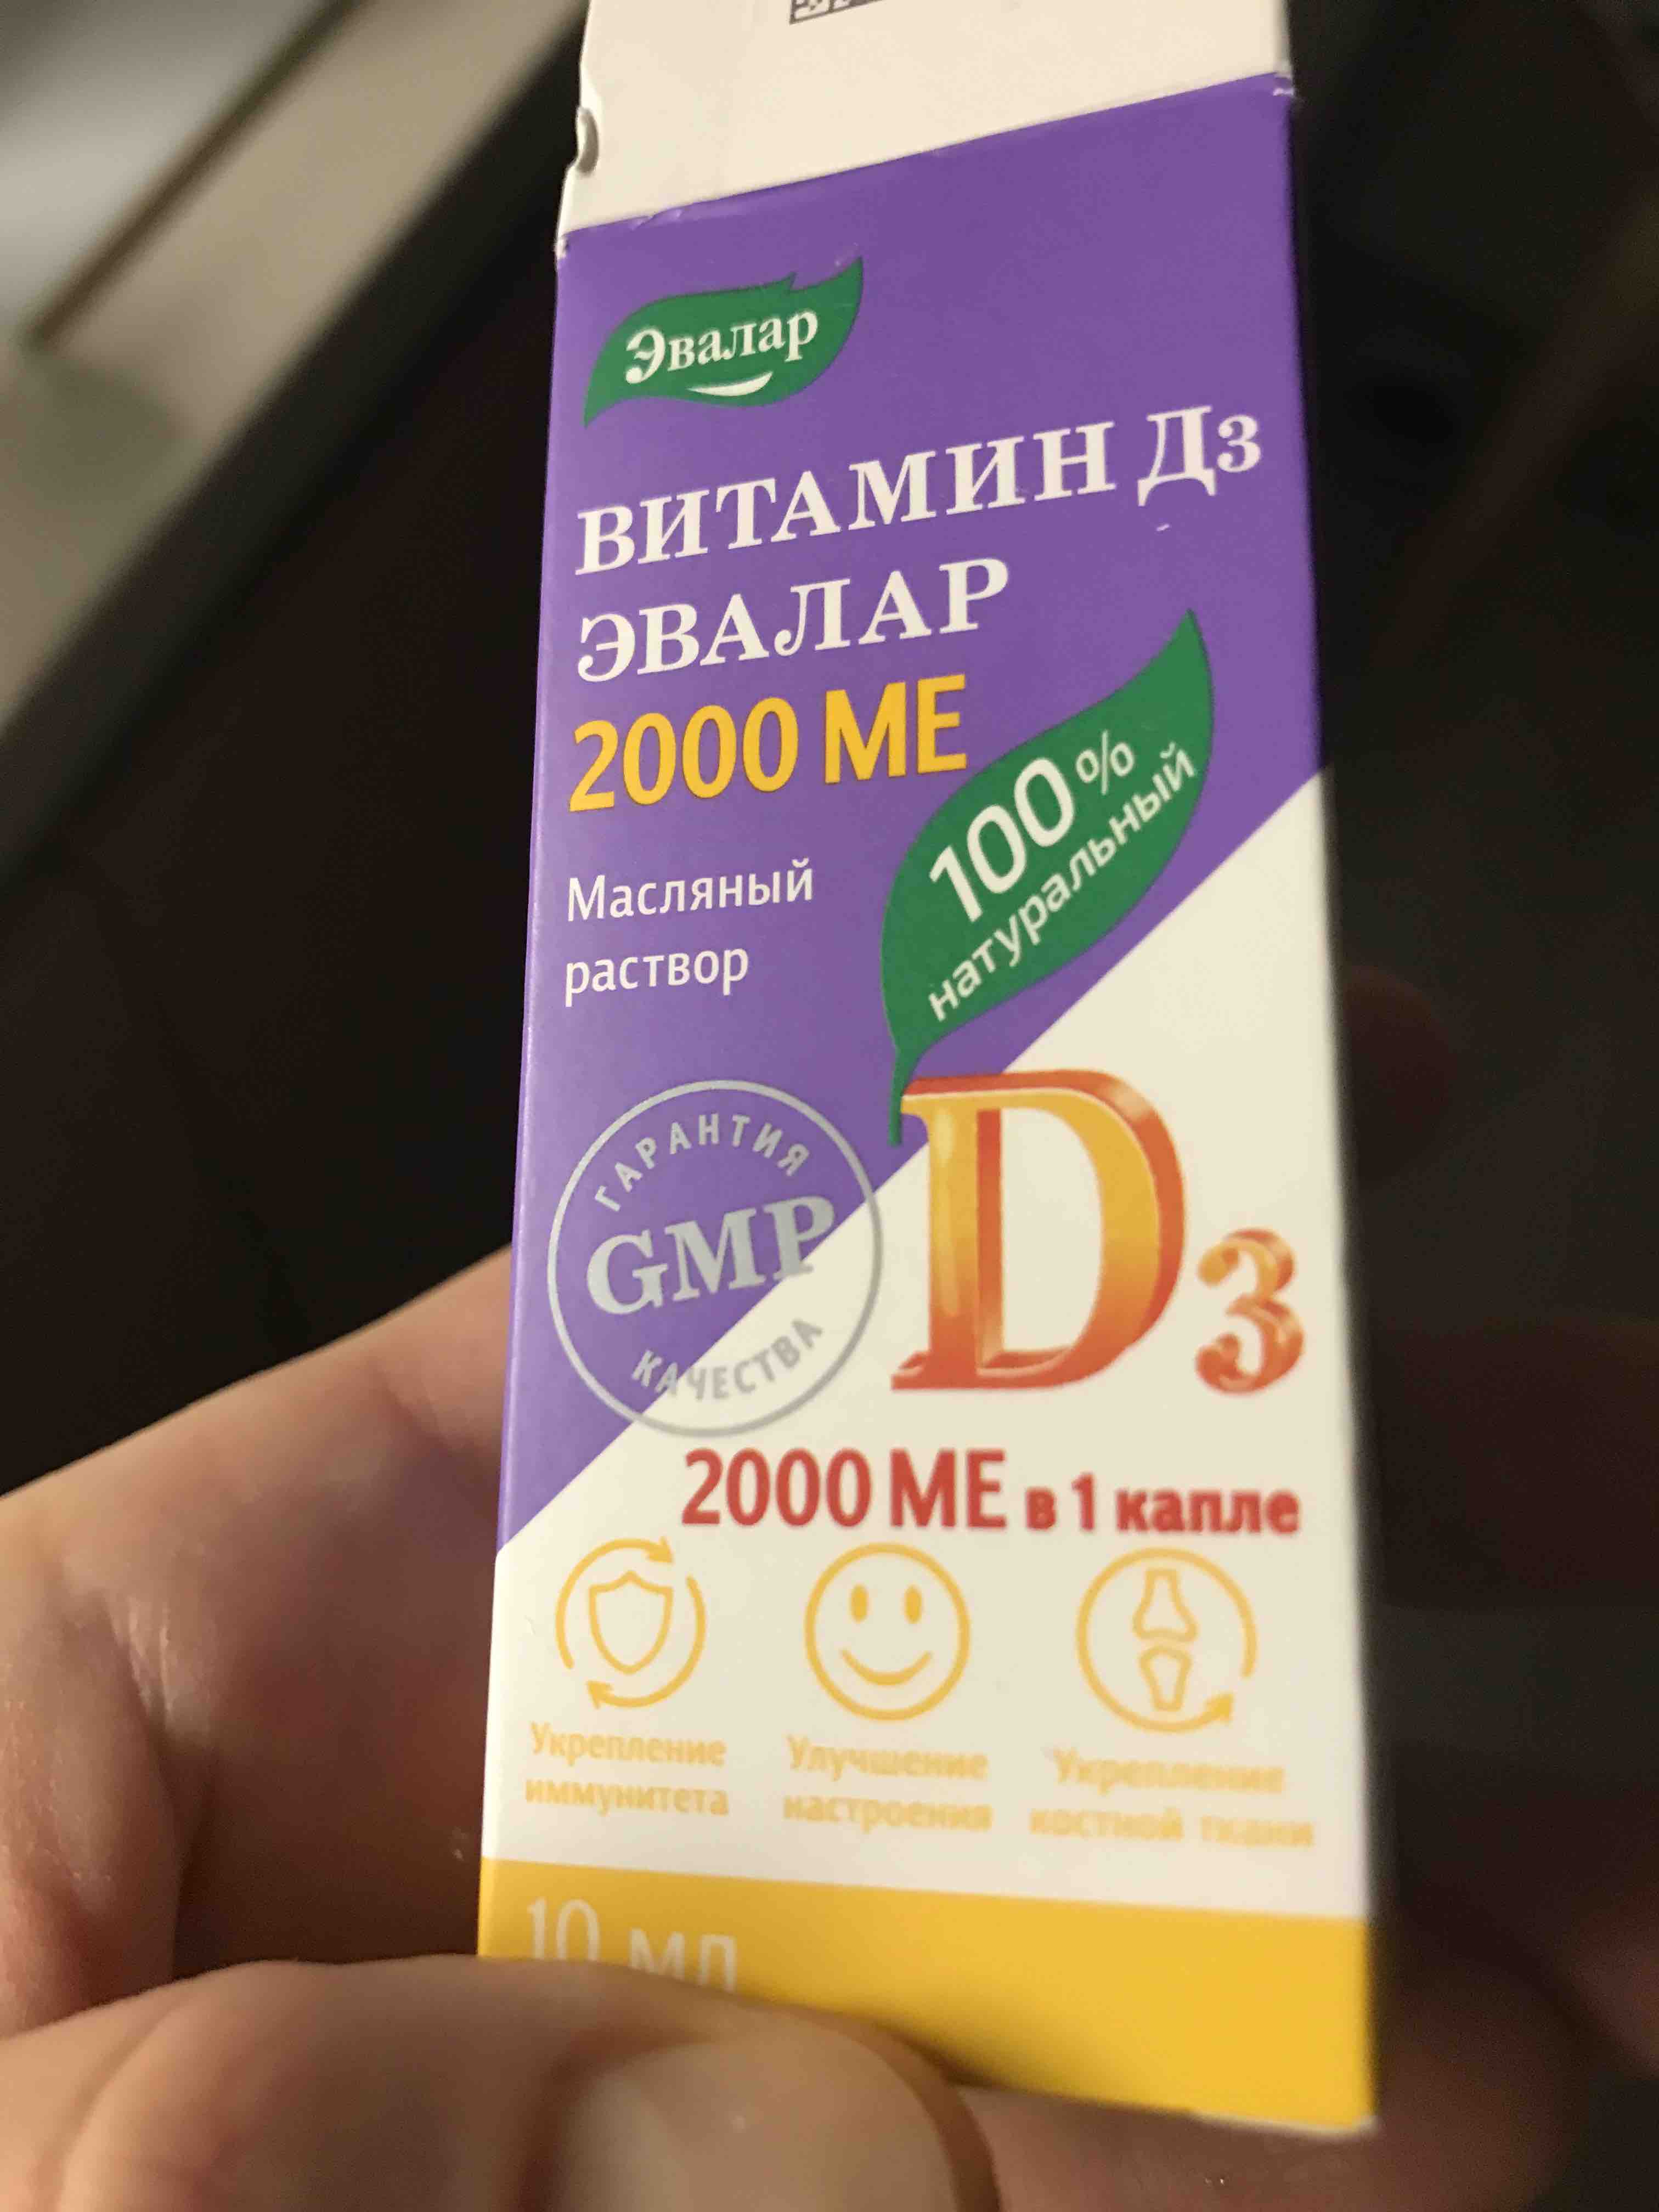 Эвалар
ВИТАМИН Д3
ЭВАЛАР
2000 МЕ
100%
натуральный
Масляный
раствор
ГАРАНТИЯ
GMP
КАЧЕСТВА
D3
2000 МЕ в 1 капле
Укрепление
иммунитета
Улучшение
настроения
Укрепление
костной ткани
10 мл